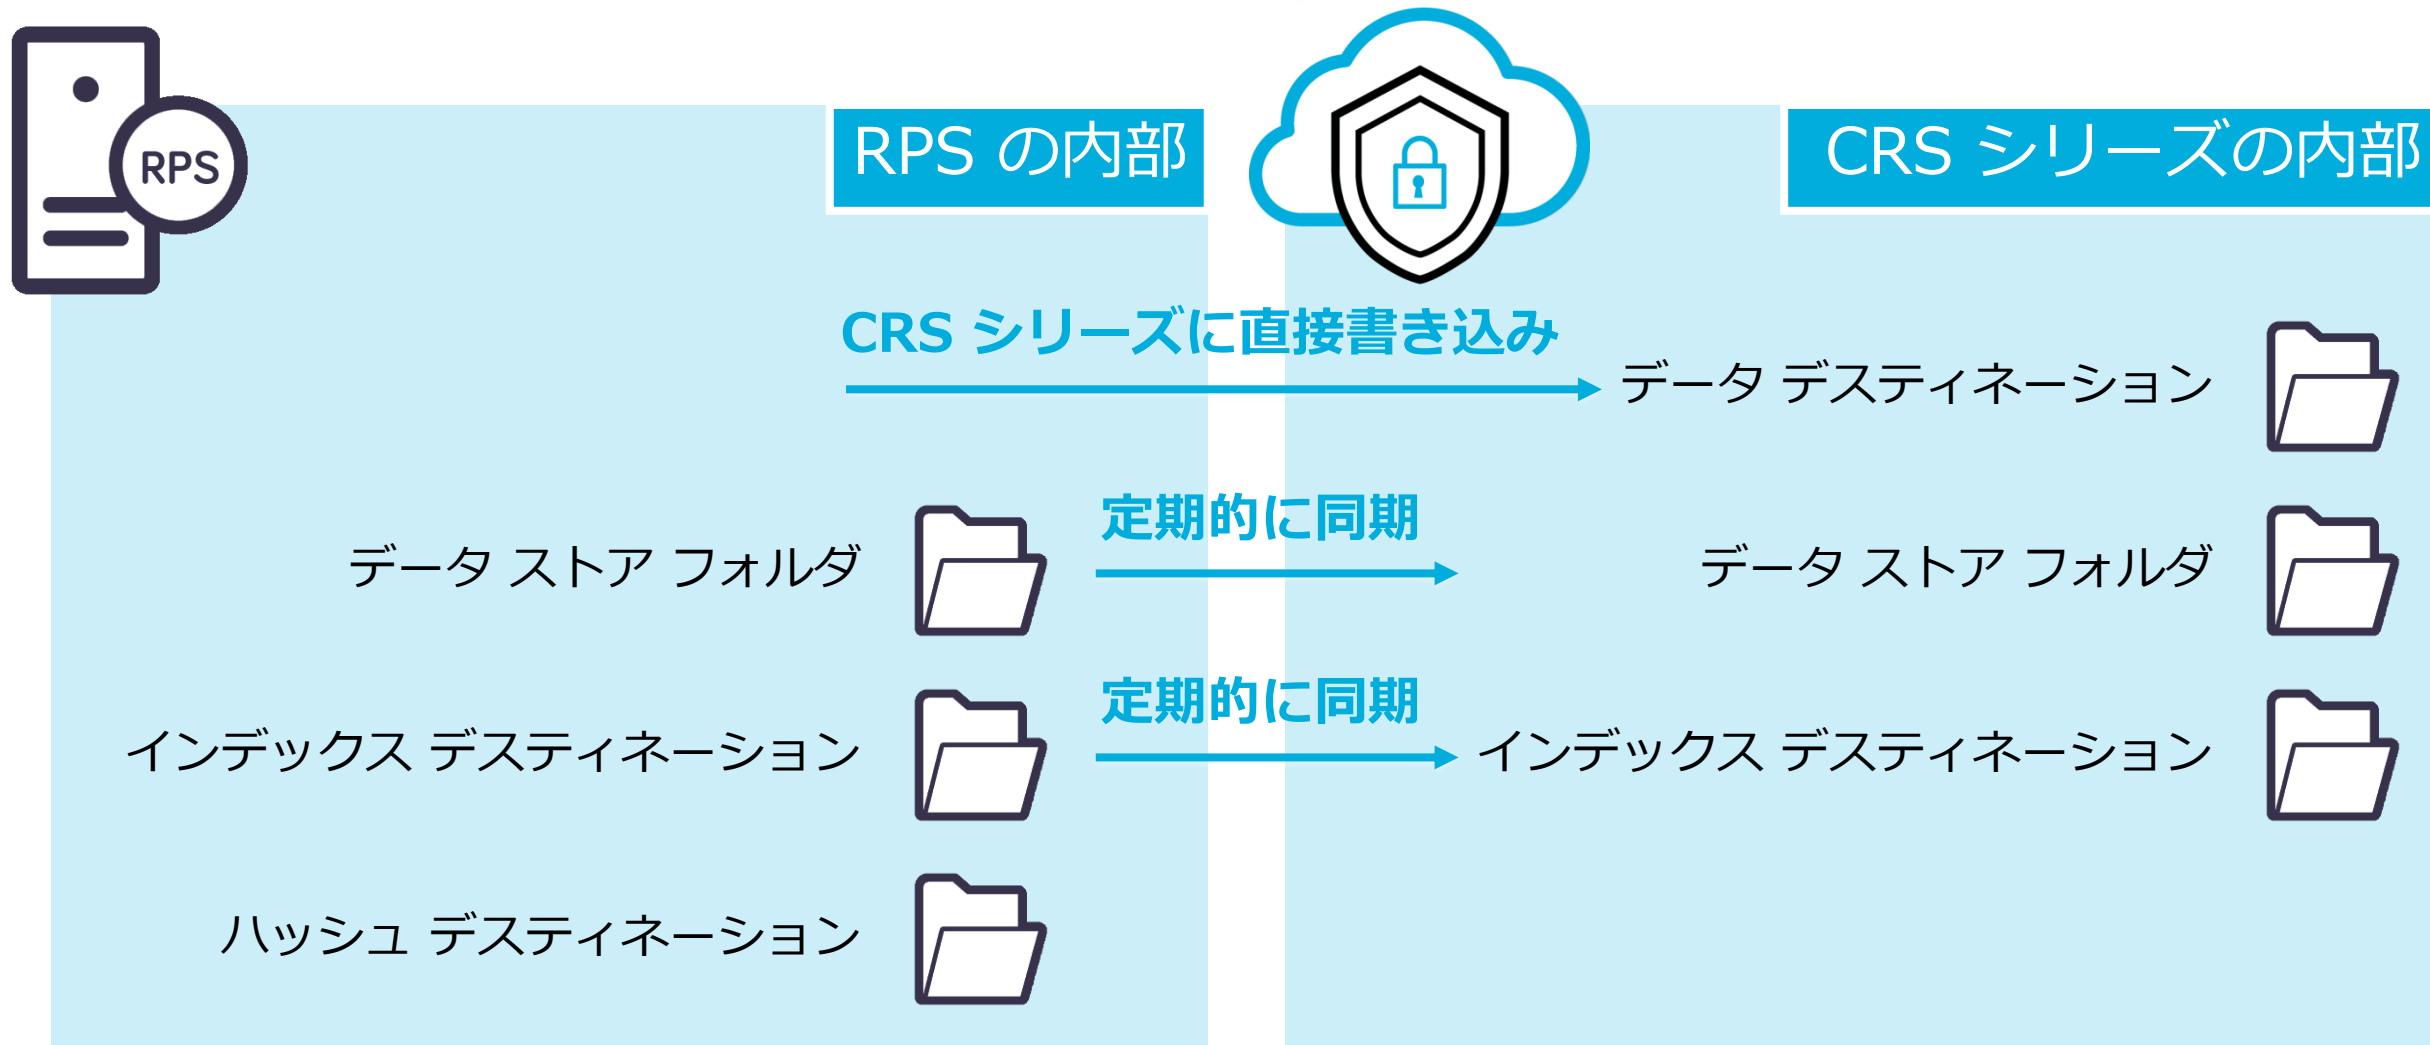 RPS
RPS の内部
CRS シリーズの内部
CRS シリーズに直接書き込み
データ デスティネーション
定期的に同期
データ ストア フォルダ
データ ストア フォルダ
定期的に同期
インデックス デスティネーション
インデックス デスティネーション
ハッシュ デスティネーション